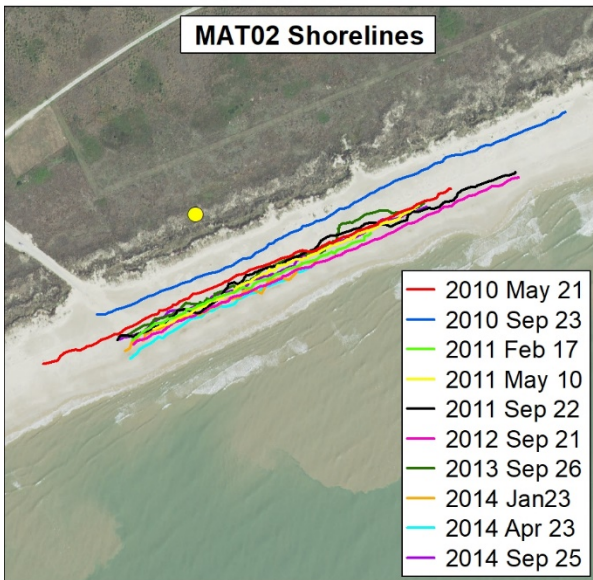 MAT02 Shorelines
2010 May 21
2010 Sep 23
2011 Feb 17
2011 May 10
2011 Sep 22
2012 Sep 21
2013 Sep 26
2014 Jan23
2014 Apr 23
2014 Sep 25